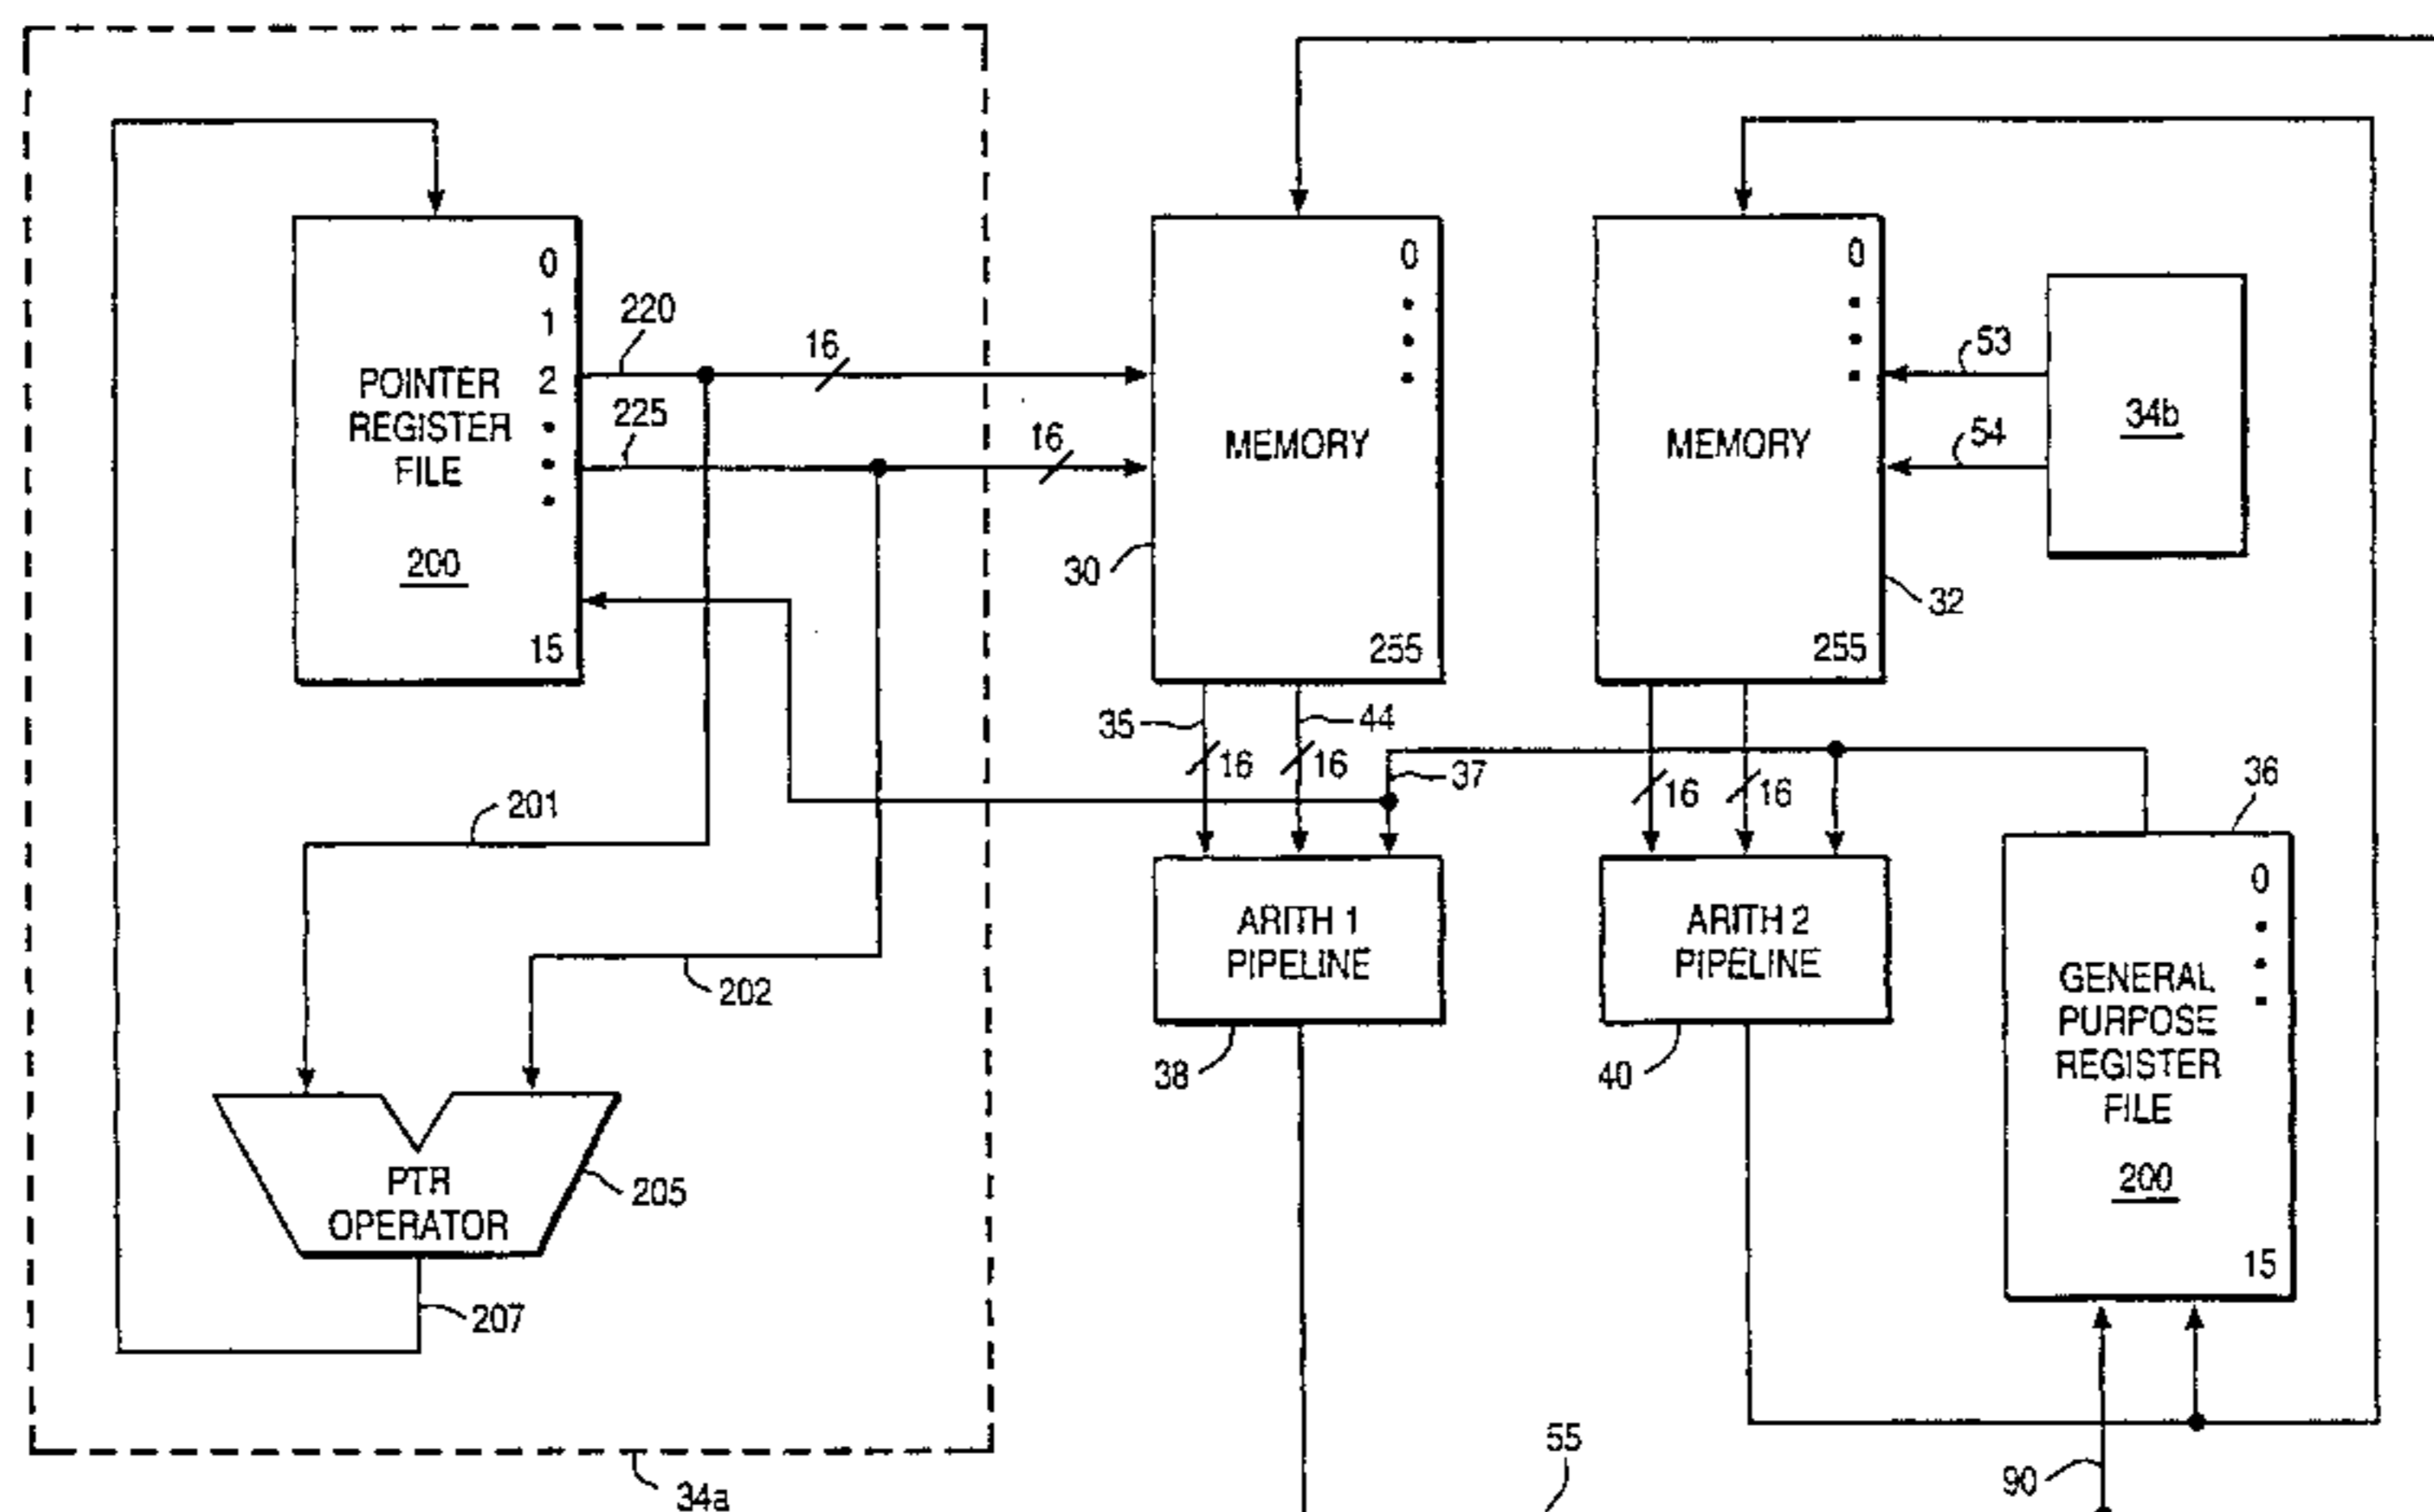 0
1
2
POINTER
REGISTER
FILE
200
15
220
16
225
16
0
MEMORY
255
30
0
MEMORY
255
32
53
54
34b
35
44
16
16
37
16
16
36
201
202
ARITH 1
PIPELINE
38
ARITH 2
PIPELINE
40
0
GENERAL
PURPOSE
REGISTER
FILE
200
15
PTR
OPERATOR
205
207
34a
55
90